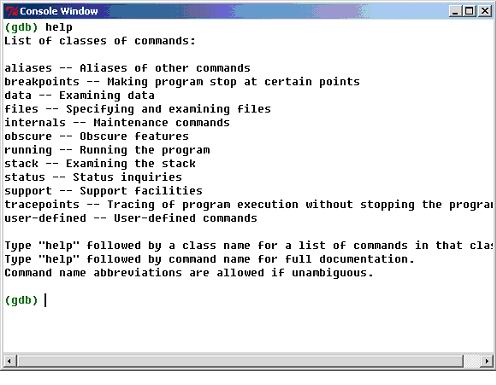 Console Window
(gdb) help
List of classes of commands:
aliases -- Aliases of other commands
breakpoints -- Making program stop at certain points
data -- Examining data
files -- Specifying and examining files
internals -- Maintenance commands
obscure -- Obscure features
running -- Running the program
stack -- Examining the stack
status -- Status inquiries
support -- Support facilities
tracepoints -- Tracing of program execution without stopping the program
user-defined -- User-defined commands
Type "help" followed by a class name for a list of commands in that clas
Type "help" followed by command name for full documentation.
Command name abbreviations are allowed if unambiguous.
(gdb)